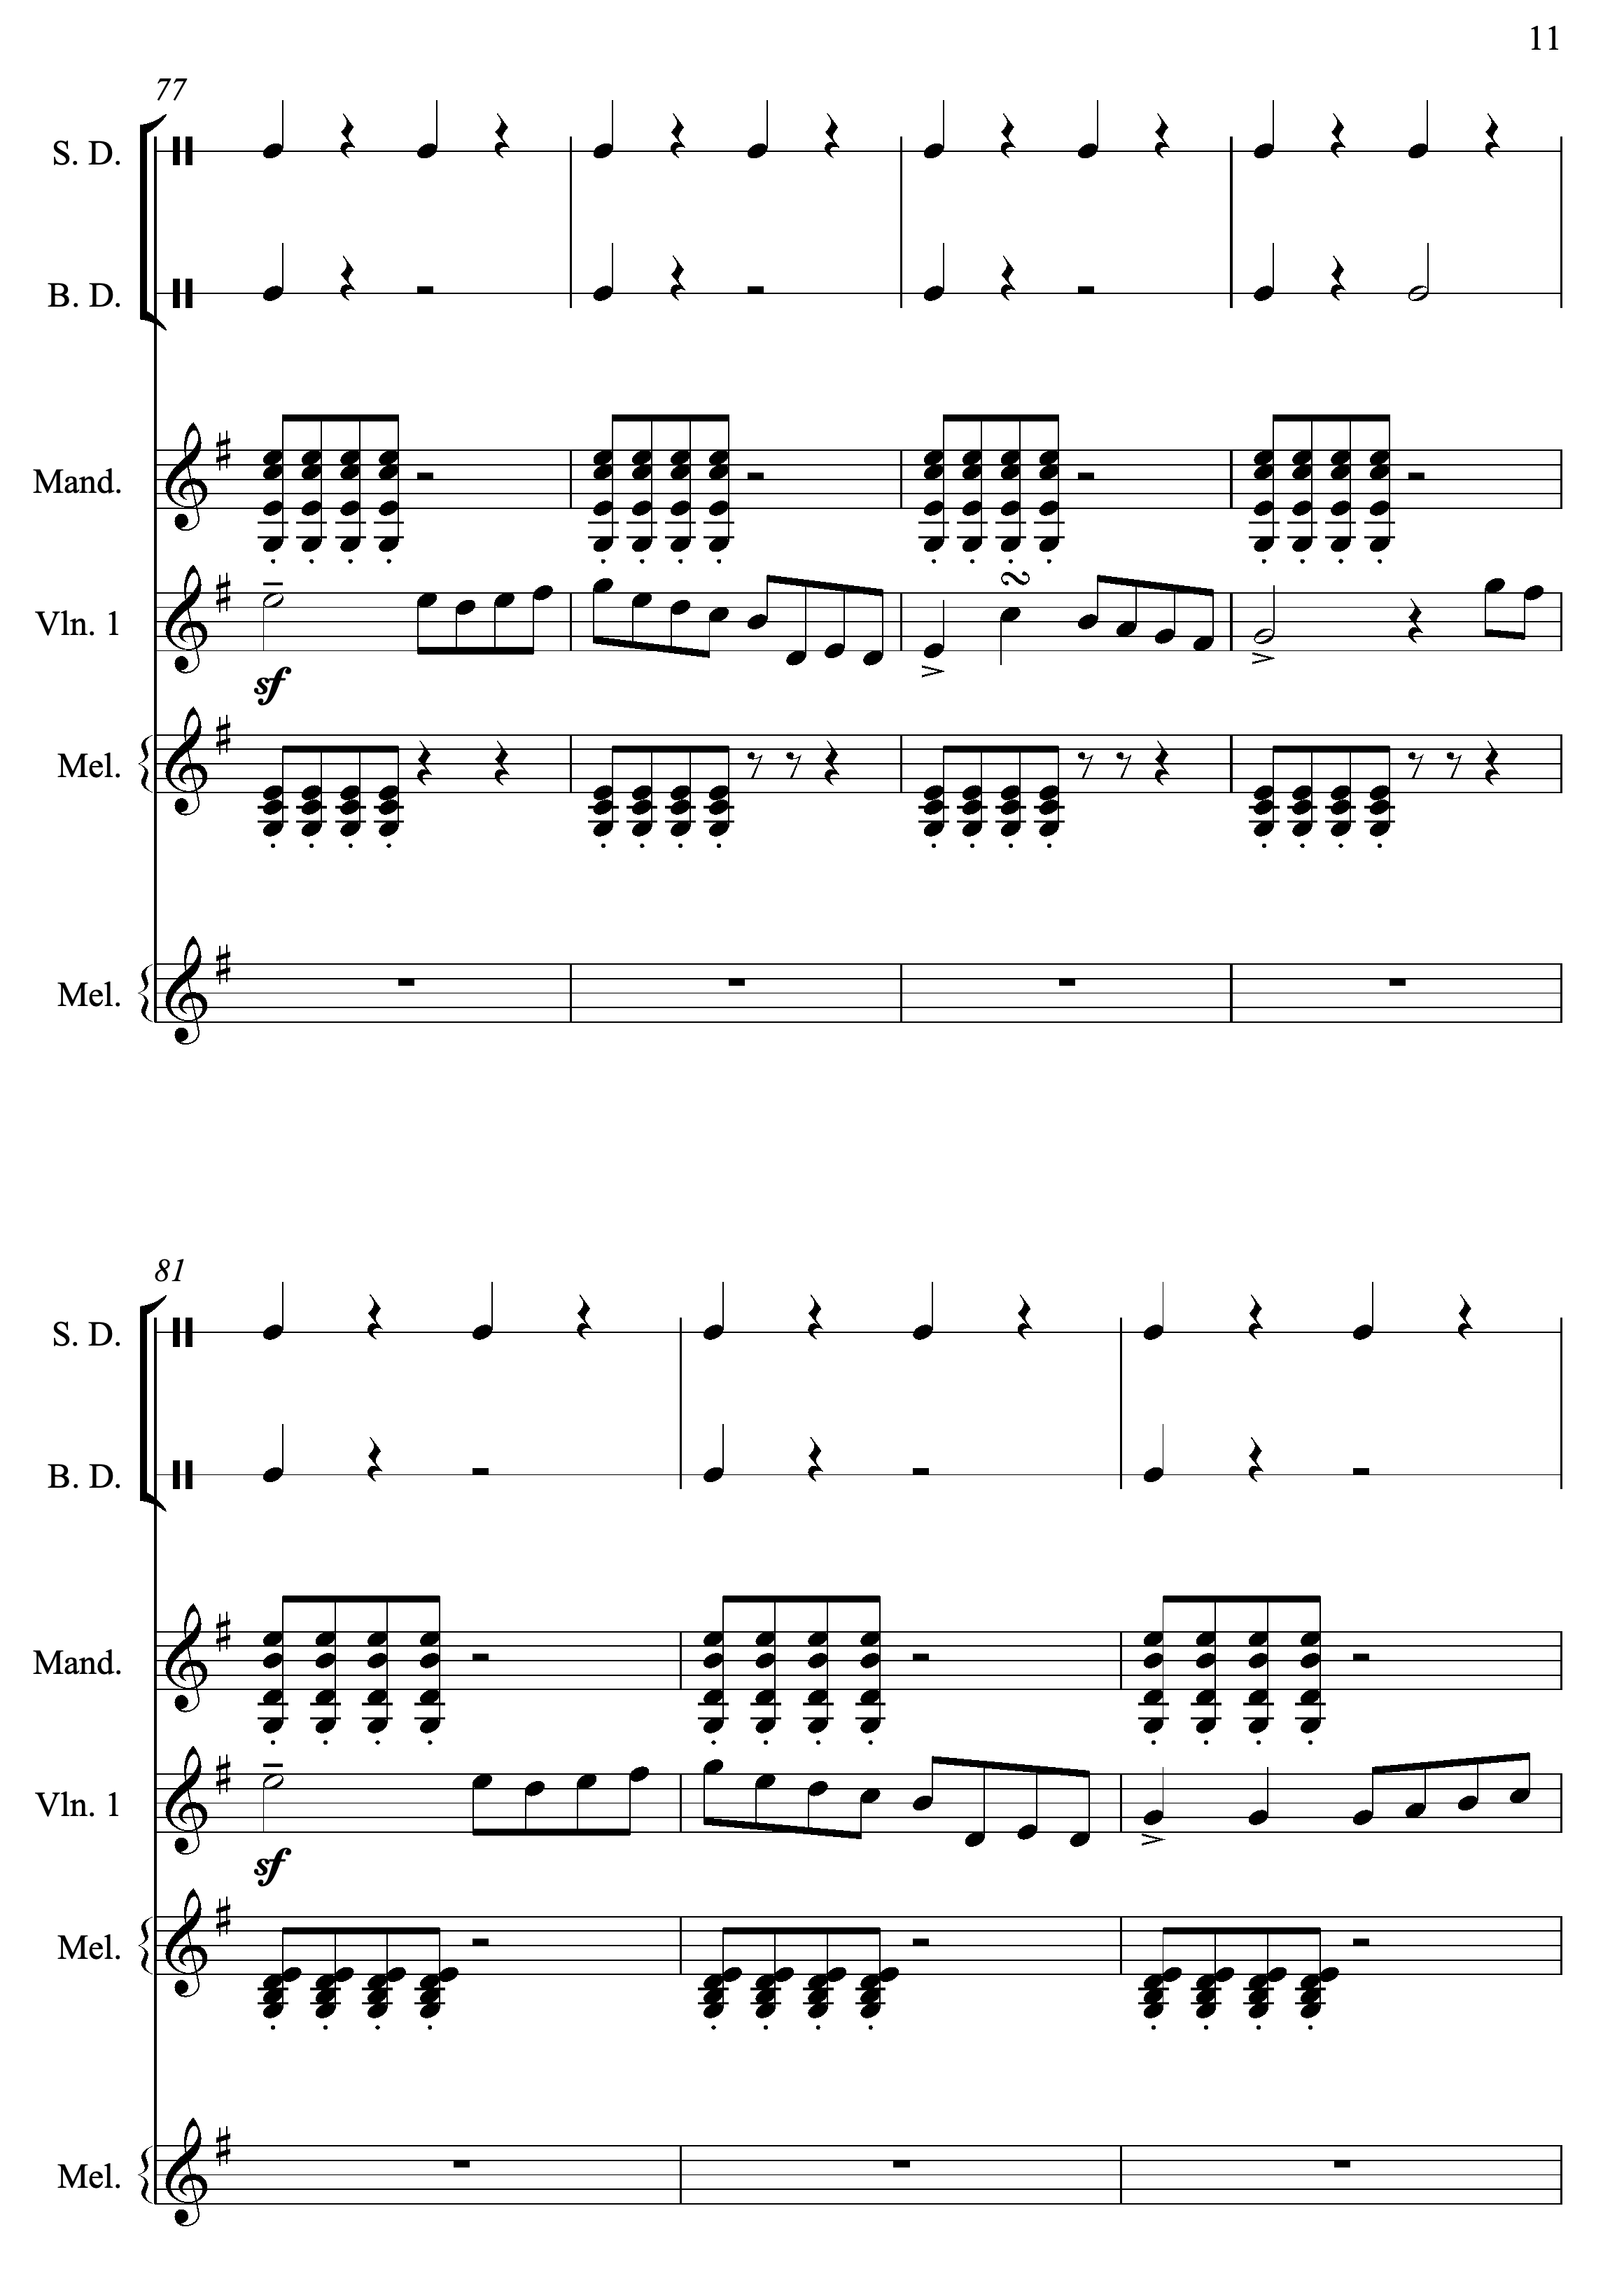 11
77
S. D.
B. D.
Mand.
Vln. 1
sf
Mel.
Mel.
81
S. D.
B. D.
Mand.
Vln. 1
sf
Mel.
Mel.